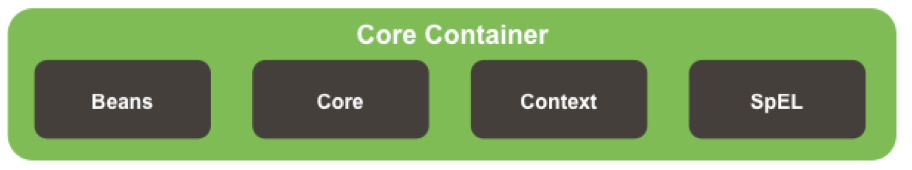 Core Container
Beans
Core
Context
SpEL